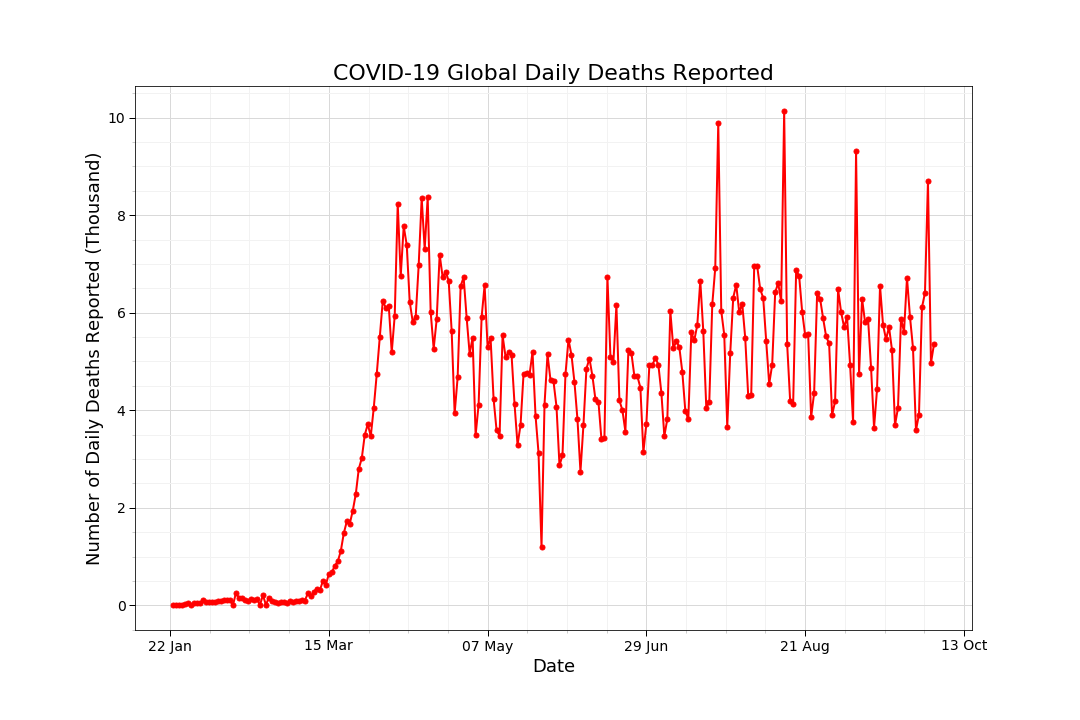 COVID-19 Global Daily Deaths Reported
Number of Daily Deaths Reported (Thousand)
10
8
6
4
2
0
22 Jan
15 Mar
07 May
29 Jun
21 Aug
13 Oct
Date